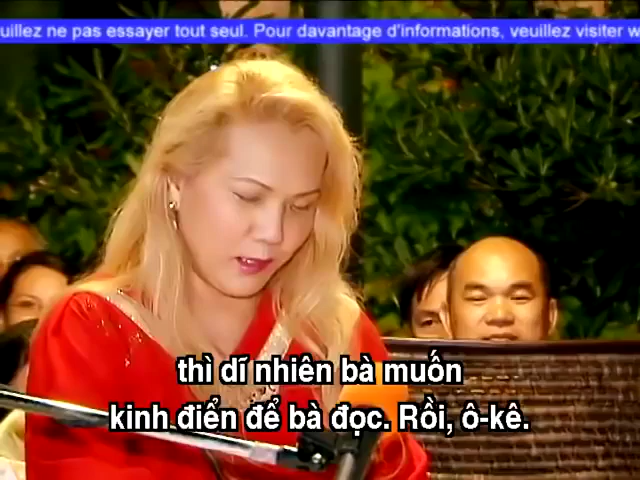 uillez ne pas essayer tout seul. Pour davantage d'informations, veuillez visiter w
thì dĩ nhiên bà muốn
kinh điển để bà đọc. Rồi, ô-kê.